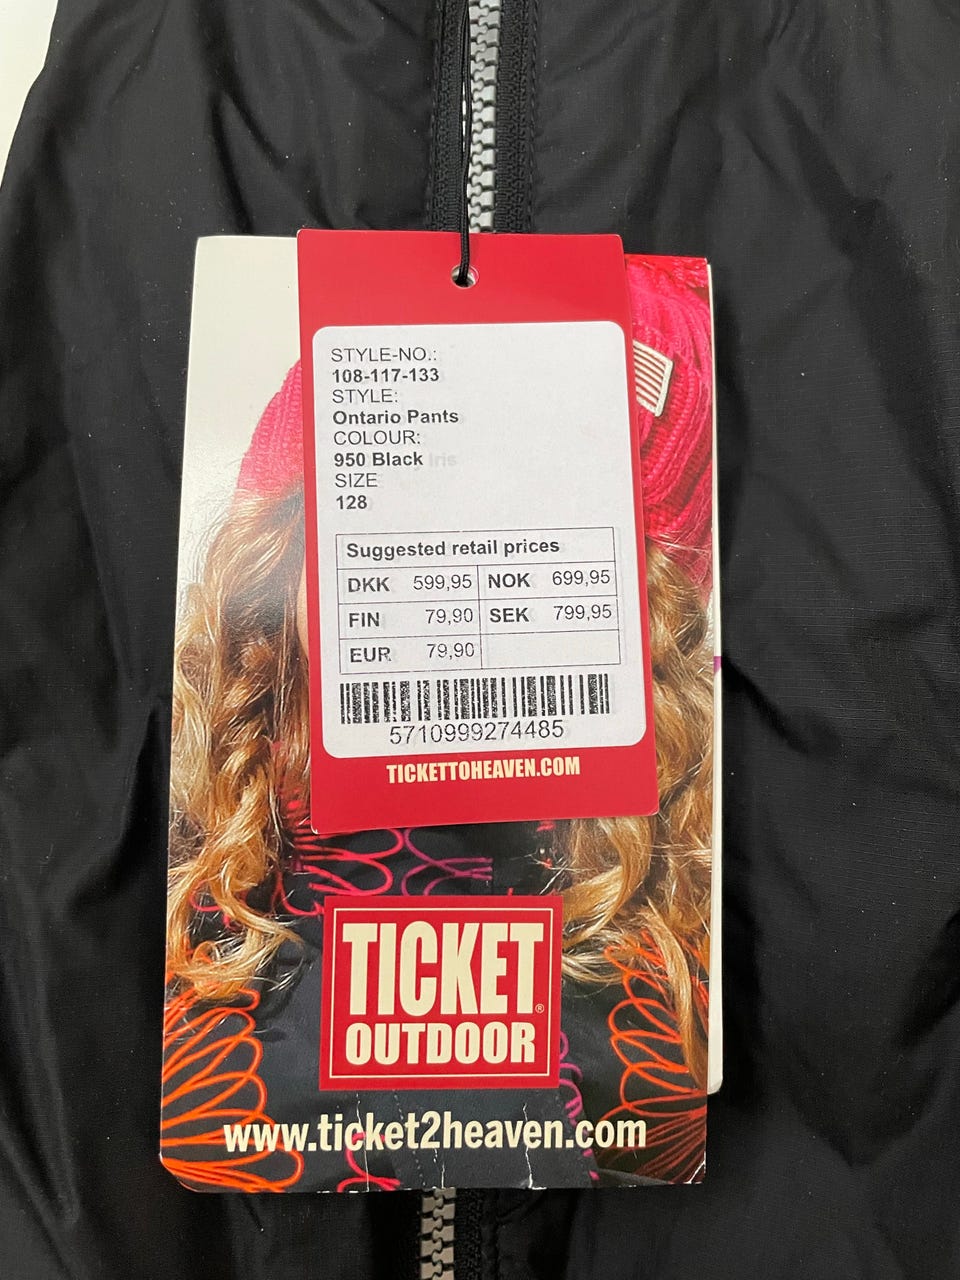 STYLE-NO.:
108-117-133
STYLE:
Ontario Pants
COLOUR:
950 Black
SIZE
128
Suggested retail prices
DKK 599,95 NOK 699,95
FIN 79,90 SEK 799,95
EUR 79,90
5710999274485
TICKETTOHEAVEN.COM
TICKET®
OUTDOOR
www.ticket2heaven.com